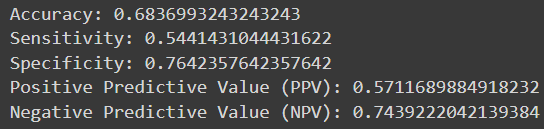 Accuracy: 0.6836993243243243
Sensitivity: 0.5441431044431622
Specificity: 0.7642357642357642
Positive Predictive Value (PPV): 0.5711689884918232
Negative Predictive Value (NPV): 0.7439222042139384